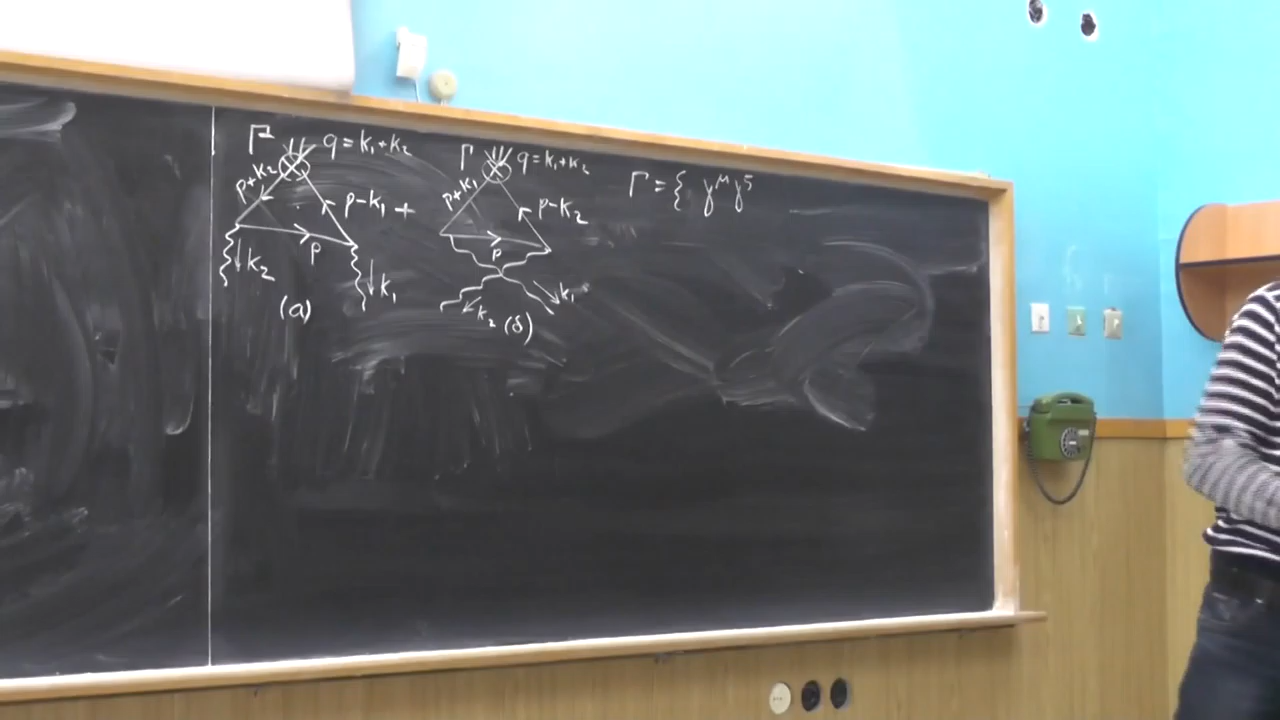 Γ q = k₁ + k₂
p + k₂
p - k₁ +
p
k₂
k₁
(а)
Γ q = k₁ + k₂
p + k₁
p - k₂
p
k₁
k₂ (б)
Γ = { γ^μ γ^5